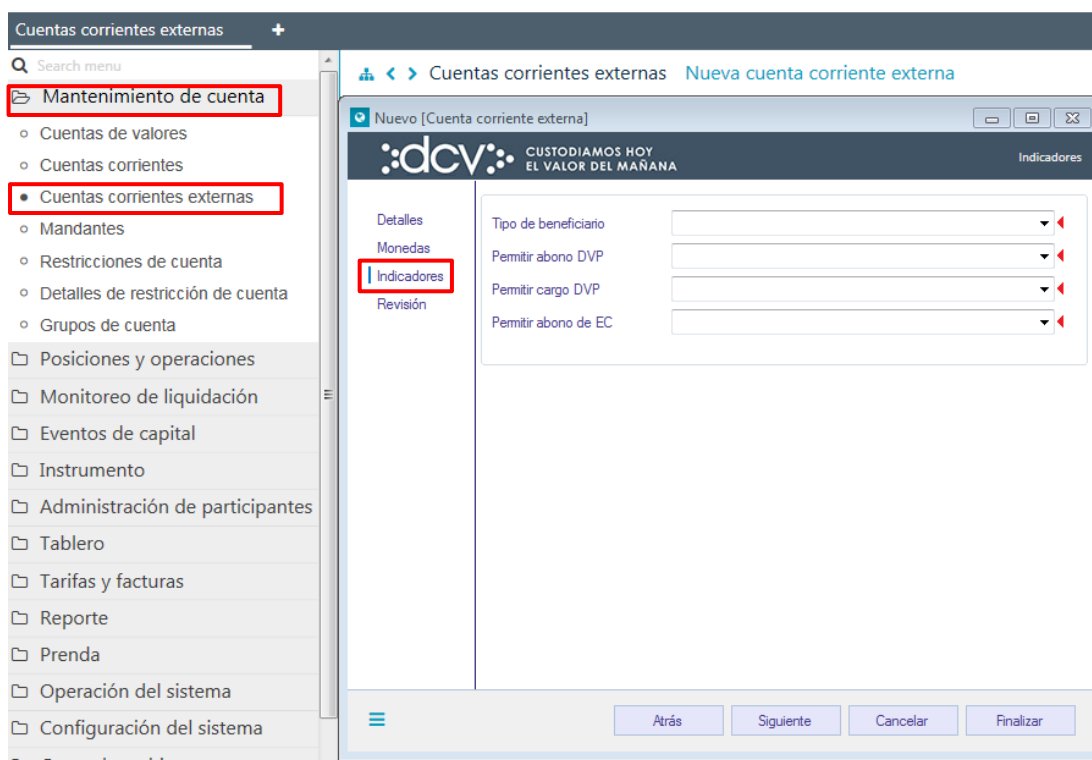 Cuentas corrientes externas +
Search menu
Mantenimiento de cuenta
Cuentas de valores
Cuentas corrientes
Cuentas corrientes externas
Mandantes
Restricciones de cuenta
Detalles de restricción de cuenta
Grupos de cuenta
Posiciones y operaciones
Monitoreo de liquidación
Eventos de capital
Instrumento
Administración de participantes
Tablero
Tarifas y facturas
Reporte
Prenda
Operación del sistema
Configuración del sistema
Cuentas corrientes externas Nueva cuenta corriente externa
Nuevo [Cuenta corriente externa]
dcv
CUSTODIAMOS HOY
EL VALOR DEL MAÑANA
Indicadores
Detalles
Monedas
Indicadores
Revisión
Tipo de beneficiario
Permitir abono DVP
Permitir cargo DVP
Permitir abono de EC
Atrás Siguiente Cancelar Finalizar